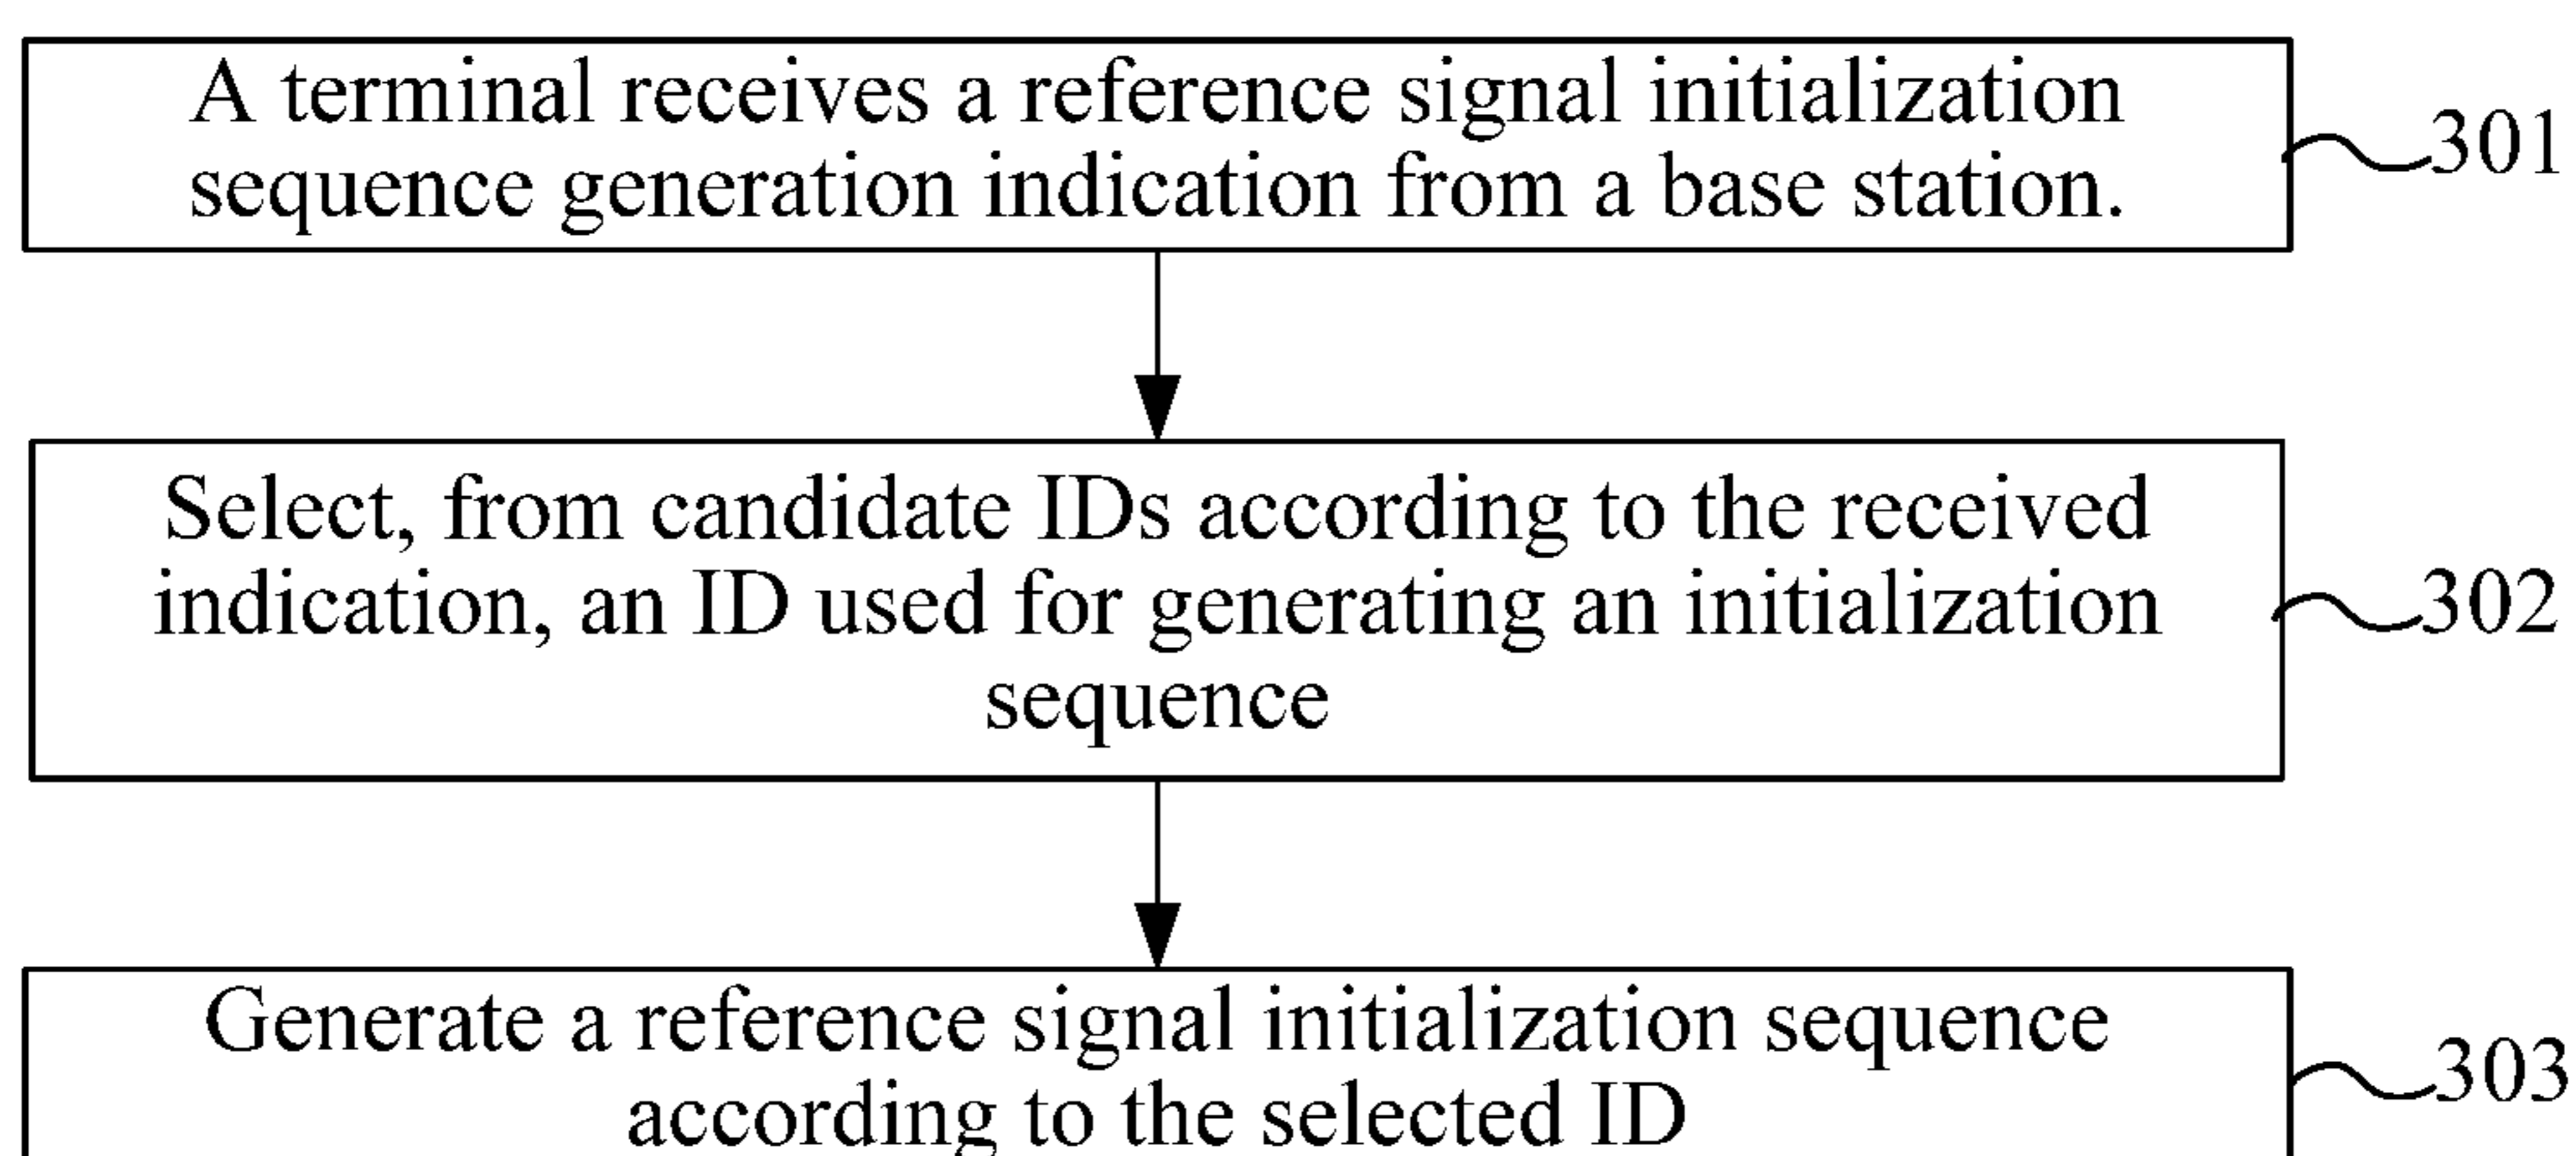 A terminal receives a reference signal initialization
sequence generation indication from a base station.
301
Select, from candidate IDs according to the received
indication, an ID used for generating an initialization
sequence
302
Generate a reference signal initialization sequence
according to the selected ID
303